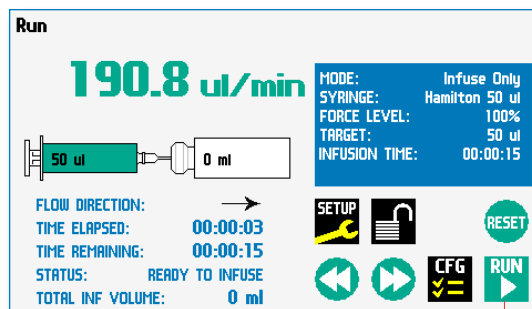 Run
190.8 ul/min
MODE: Infuse Only
SYRINGE: Hamilton 50 ul
FORCE LEVEL: 100%
TARGET: 50 ul
INFUSION TIME: 00:00:15
50 ul
0 ml
FLOW DIRECTION:
TIME ELAPSED: 00:00:03
TIME REMAINING: 00:00:15
STATUS: READY TO INFUSE
TOTAL INF VOLUME: 0 ml
SETUP
RESET
CFG
RUN